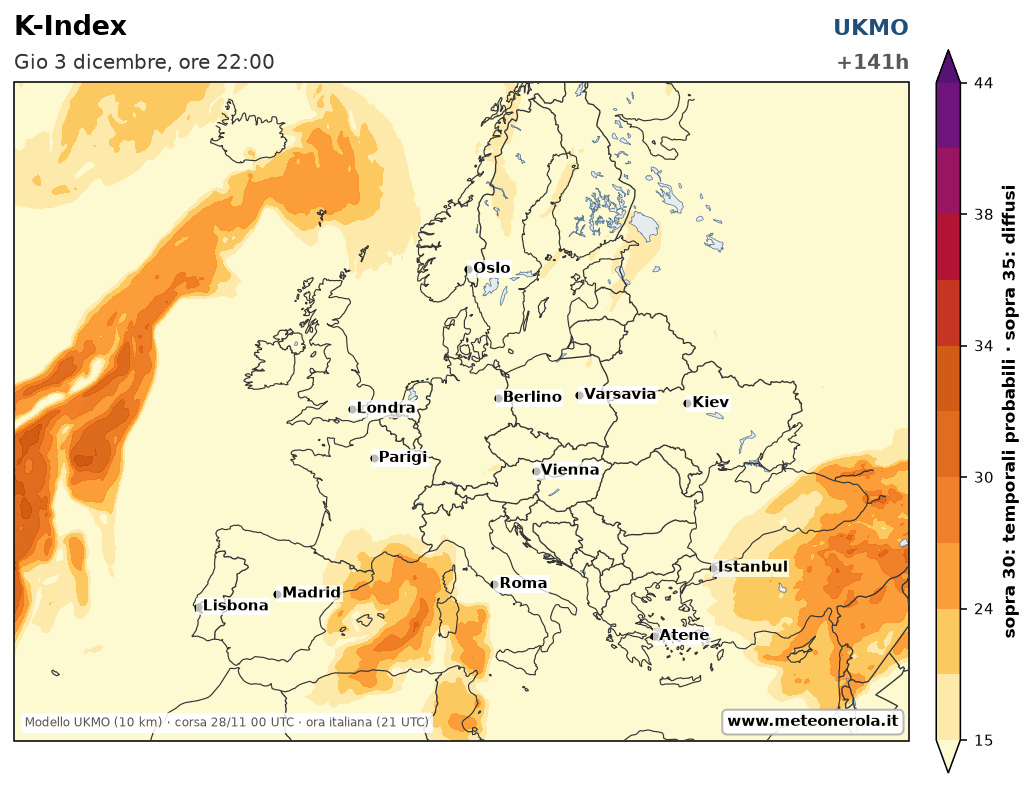 K-Index
UKMO
Gio 3 dicembre, ore 22:00
+141h
44
38
34
30
24
15
sopra 30: temporali probabili · sopra 35: diffusi
Oslo
Berlino
Varsavia
Kiev
Londra
Parigi
Vienna
Istanbul
Roma
Madrid
Lisbona
Atene
Modello UKMO (10 km) · corsa 28/11 00 UTC · ora italiana (21 UTC)
www.meteonerola.it